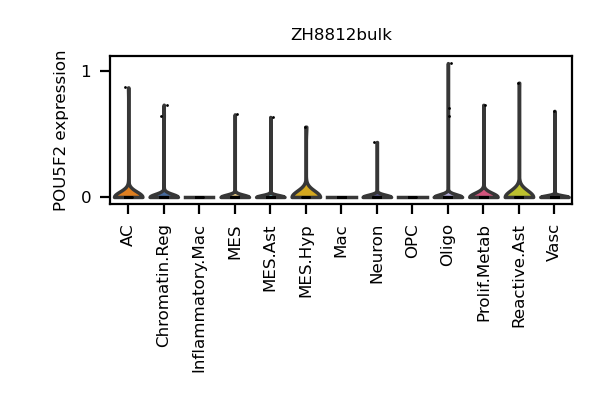 ZH8812bulk
POU5F2 expression
1
0
AC
Chromatin.Reg
Inflammatory.Mac
MES
MES.Ast
MES.Hyp
Mac
Neuron
OPC
Oligo
Prolif.Metab
Reactive.Ast
Vasc